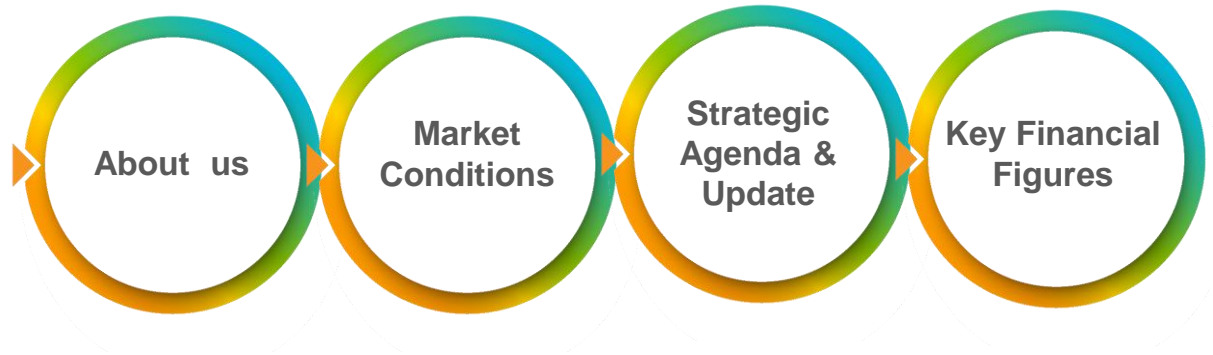 About us
Market
Conditions
Strategic
Agenda &
Update
Key Financial
Figures